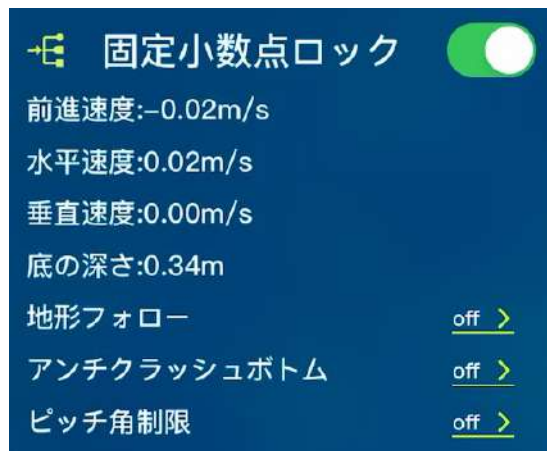 固定小数点ロック
前進速度:-0.02m/s
水平速度:0.02m/s
垂直速度:0.00m/s
底の深さ:0.34m
地形フォロー off >
アンチクラッシュボトム off >
ピッチ角制限 off >